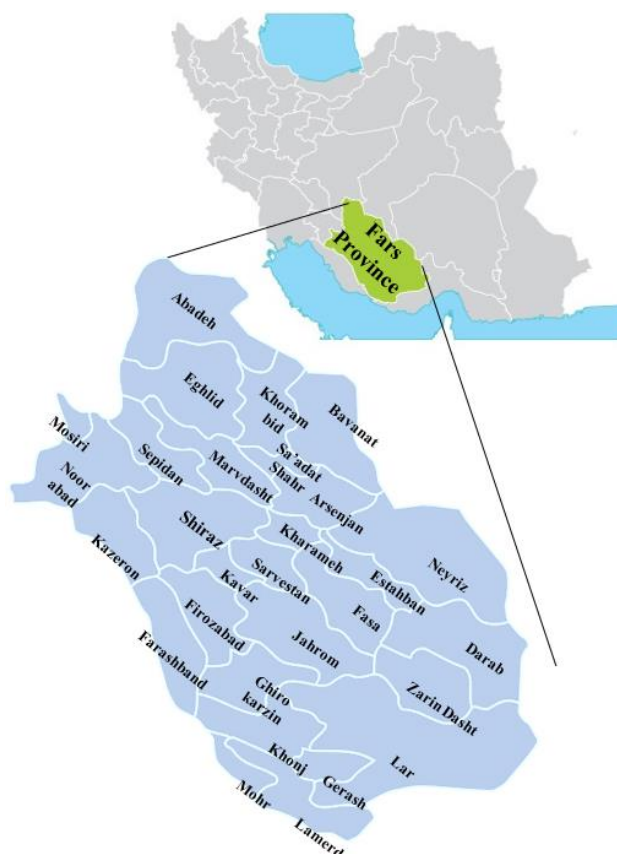 Fars
Province
Abadeh
Eghlid
Khoram
bid
Bavanat
Mosiri
Noor
abad
Sepidan
Marvdasht
Sa'adat
Shahr
Arsenjan
Kazeron
Shiraz
Kharameh
Neyriz
Kavar
Sarvestan
Estahban
Fasa
Firozabad
Farashband
Jahrom
Darab
Ghiro
karzin
Zarin Dasht
Khonj
Lar
Gerash
Mohr
Lamerd